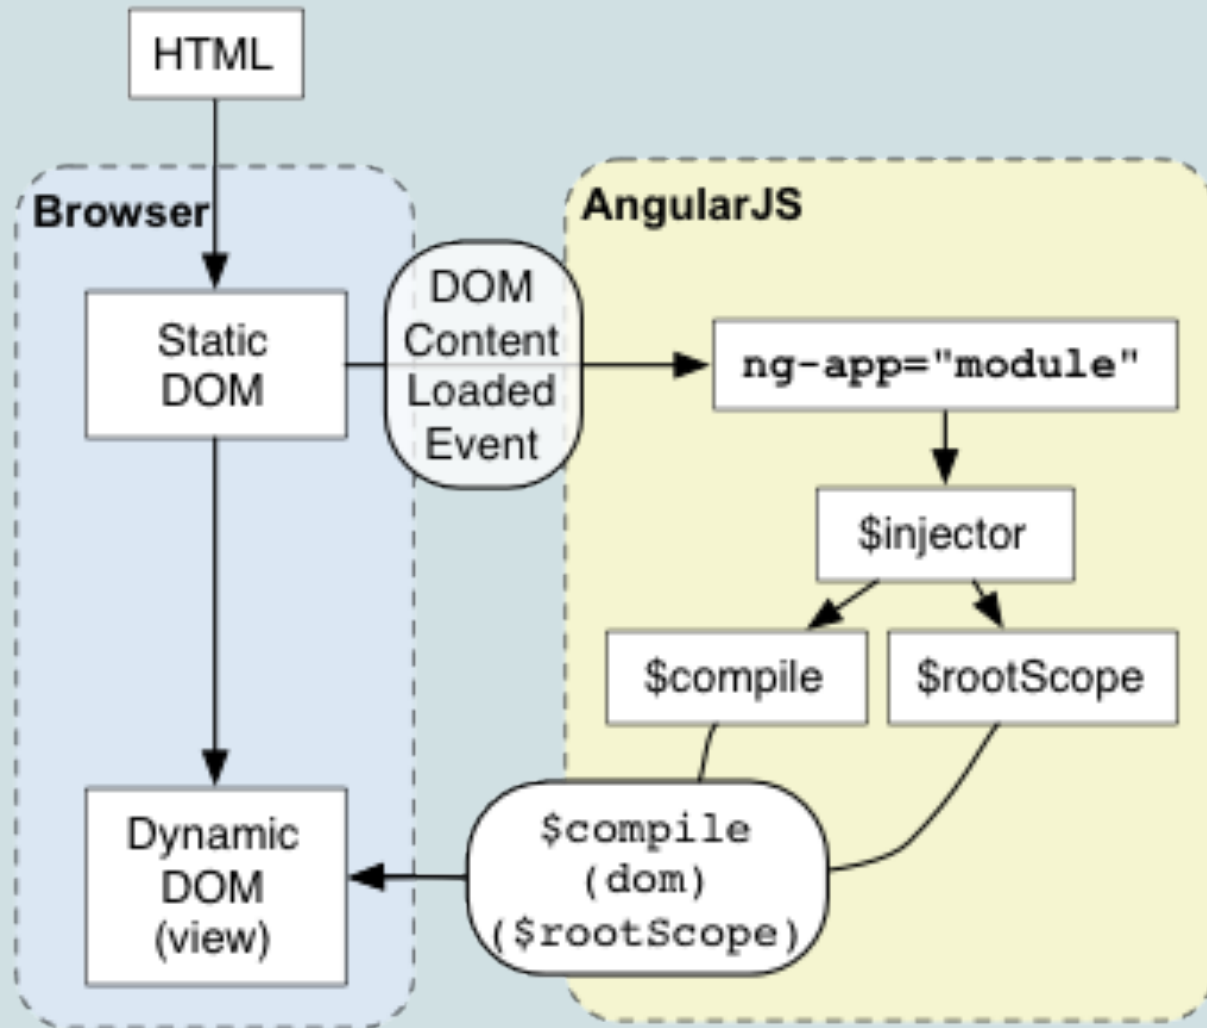 HTML
Browser
AngularJS
Static
DOM
DOM
Content
Loaded
Event
ng-app="module"
$injector
$compile
$rootScope
Dynamic
DOM
(view)
$compile
(dom)
($rootScope)